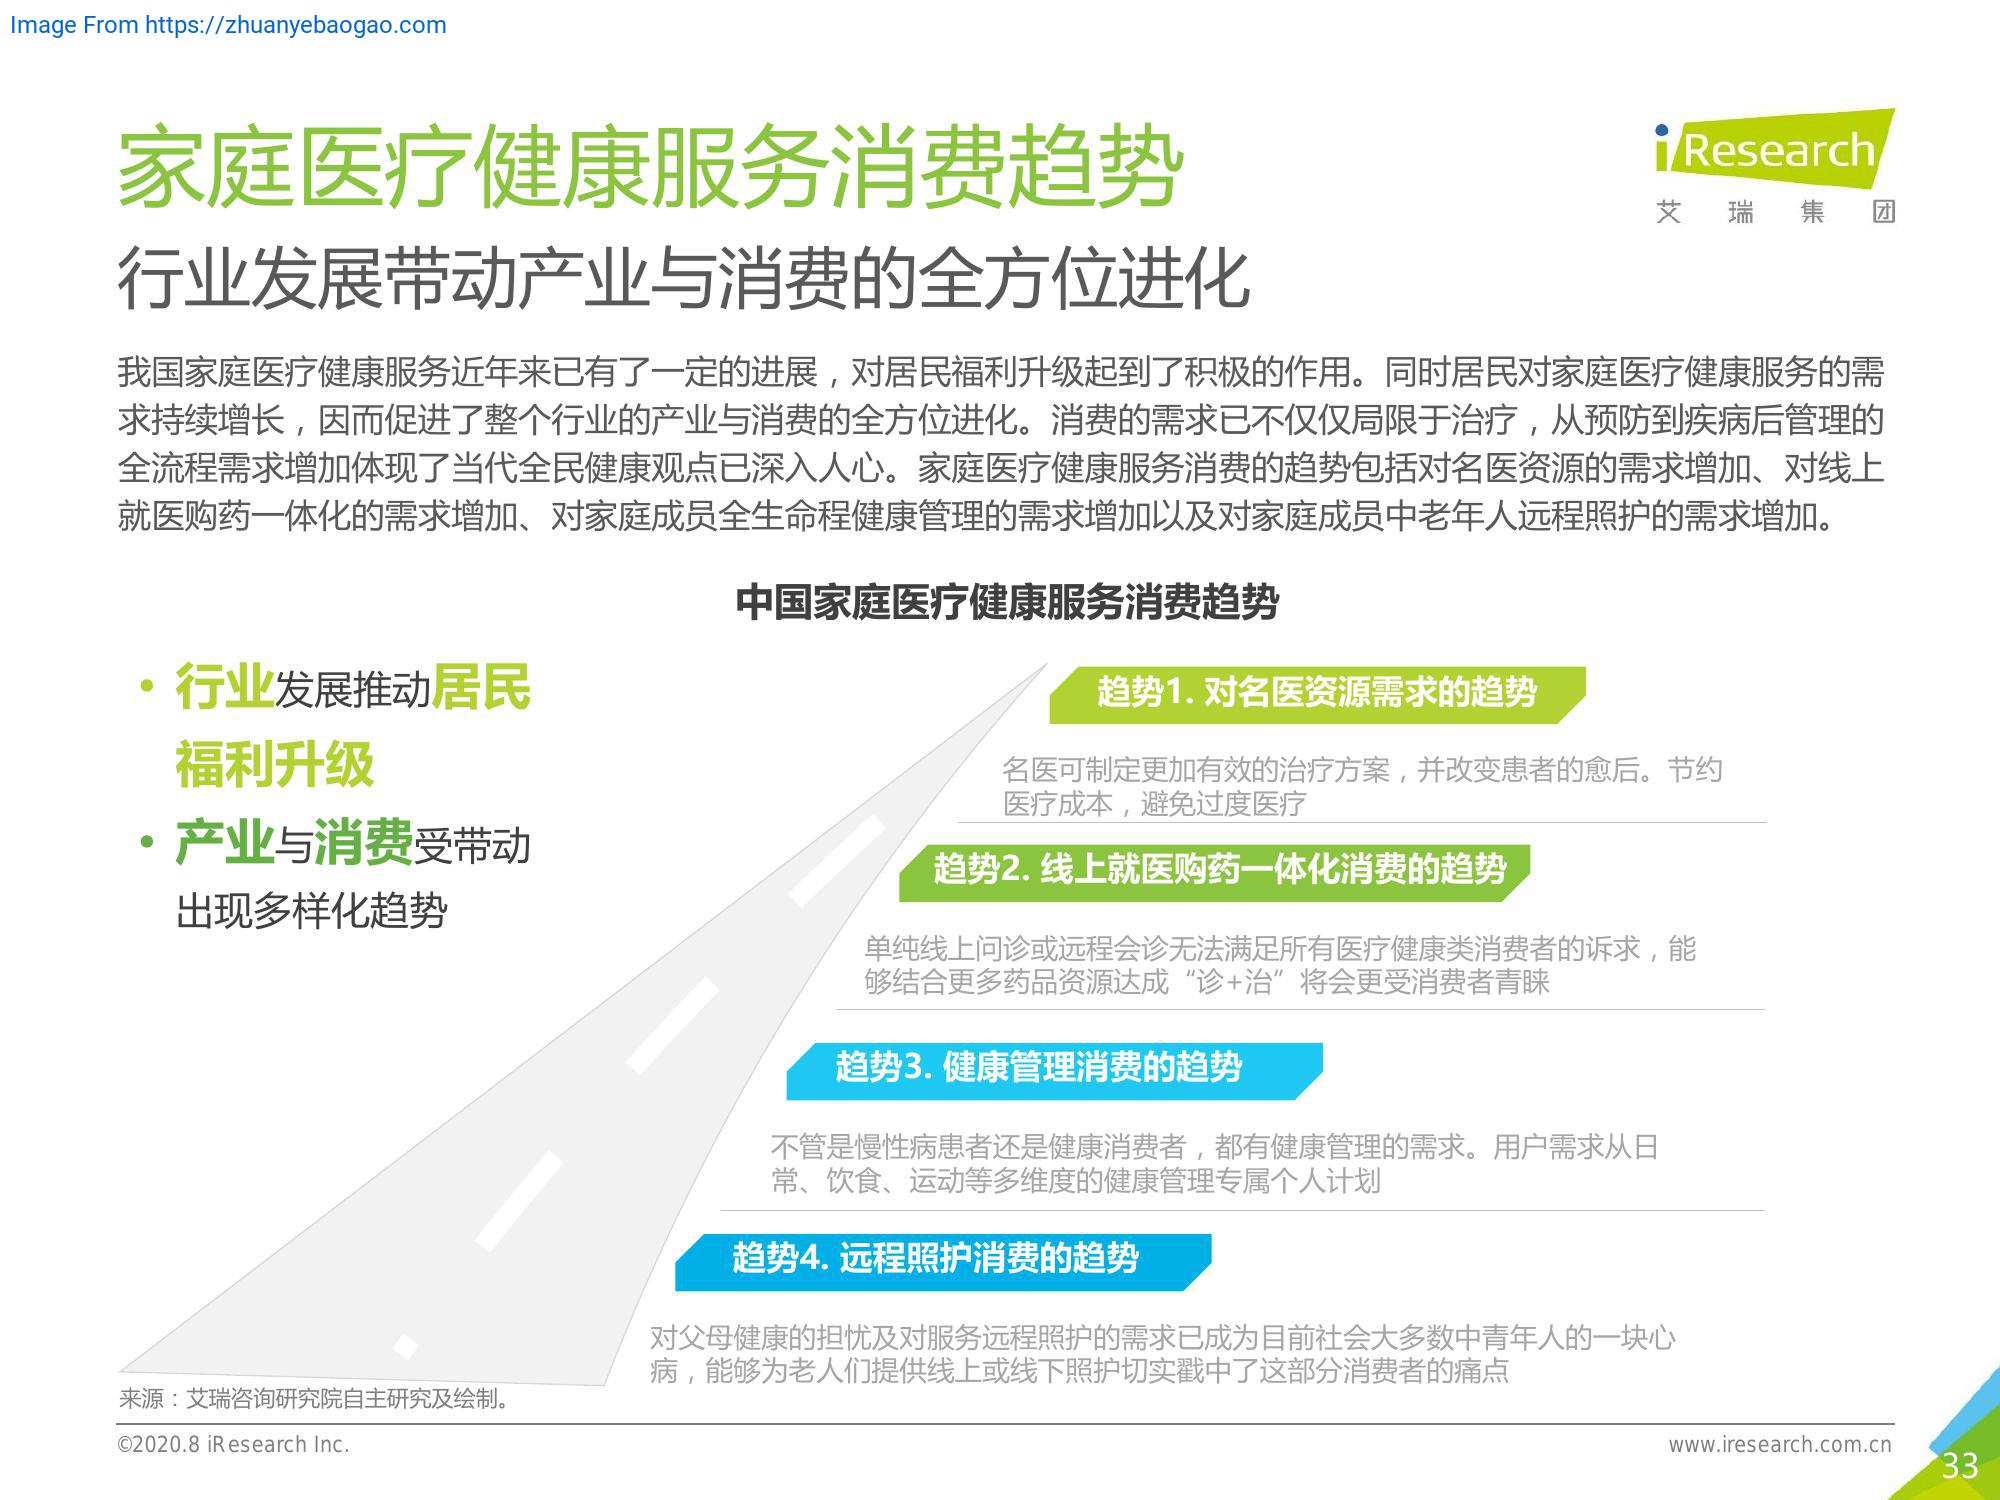 Image From https://zhuanyebaogao.com
家庭医疗健康服务消费趋势
iResearch
艾瑞集团
行业发展带动产业与消费的全方位进化
我国家庭医疗健康服务近年来已有了一定的进展，对居民福利升级起到了积极的作用。同时居民对家庭医疗健康服务的需
求持续增长，因而促进了整个行业的产业与消费的全方位进化。消费的需求已不仅仅局限于治疗，从预防到疾病后管理的
全流程需求增加体现了当代全民健康观点已深入人心。家庭医疗健康服务消费的趋势包括对名医资源的需求增加、对线上
就医购药一体化的需求增加、对家庭成员全生命程健康管理的需求增加以及对家庭成员中老年人远程照护的需求增加。
中国家庭医疗健康服务消费趋势
• 行业发展推动居民
福利升级
• 产业与消费受带动
出现多样化趋势
趋势1. 对名医资源需求的趋势
名医可制定更加有效的治疗方案，并改变患者的愈后。节约
医疗成本，避免过度医疗
趋势2. 线上就医购药一体化消费的趋势
单纯线上问诊或远程会诊无法满足所有医疗健康类消费者的诉求，能
够结合更多药品资源达成“诊+治”将会更受消费者青睐
趋势3. 健康管理消费的趋势
不管是慢性病患者还是健康消费者，都有健康管理的需求。用户需求从日
常、饮食、运动等多维度的健康管理专属个人计划
趋势4. 远程照护消费的趋势
对父母健康的担忧及对服务远程照护的需求已成为目前社会大多数中青年人的一块心
病，能够为老人们提供线上或线下照护切实戳中了这部分消费者的痛点
来源：艾瑞咨询研究院自主研究及绘制。
©2020.8 iResearch Inc.
www.iresearch.com.cn
33